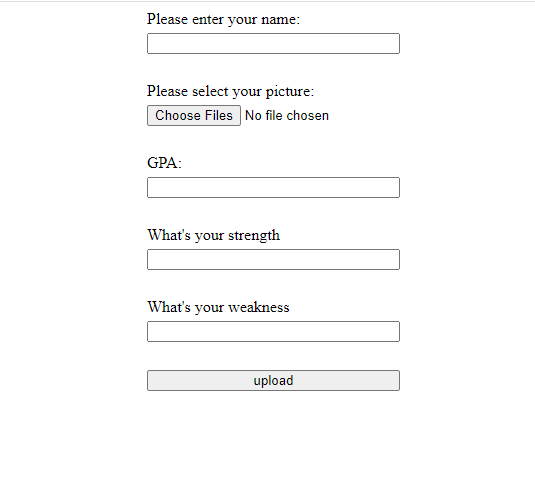 Please enter your name:
Please select your picture:
Choose Files No file chosen
GPA:
What's your strength
What's your weakness
upload